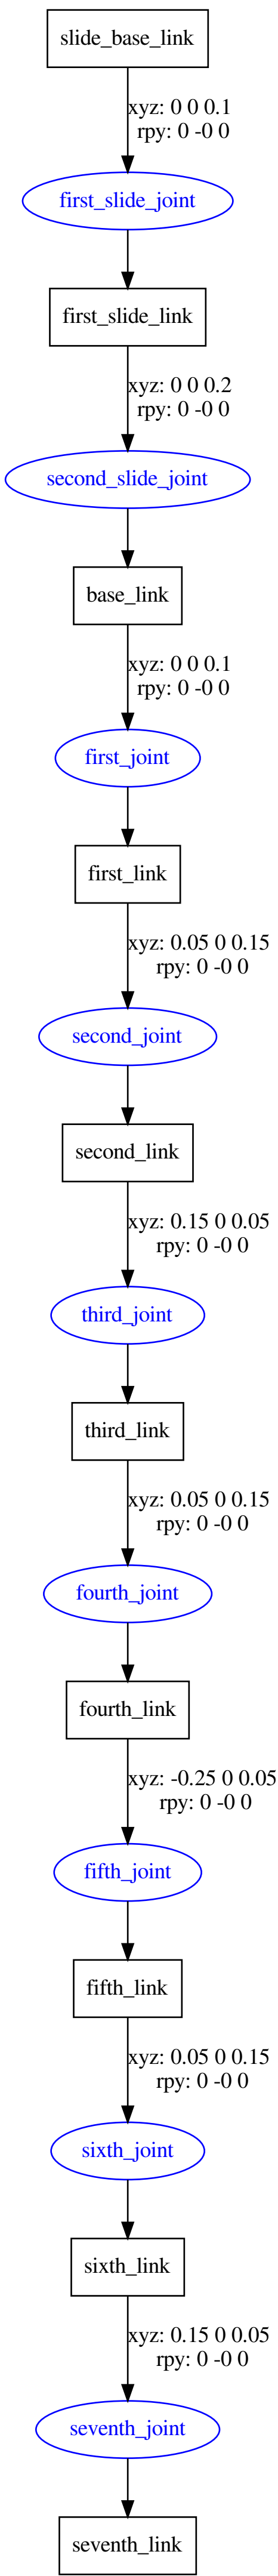 slide_base_link
xyz: 0 0 0.1
rpy: 0 -0 0
first_slide_joint
first_slide_link
xyz: 0 0 0.2
rpy: 0 -0 0
second_slide_joint
base_link
xyz: 0 0 0.1
rpy: 0 -0 0
first_joint
first_link
xyz: 0.05 0 0.15
rpy: 0 -0 0
second_joint
second_link
xyz: 0.15 0 0.05
rpy: 0 -0 0
third_joint
third_link
xyz: 0.05 0 0.15
rpy: 0 -0 0
fourth_joint
fourth_link
xyz: -0.25 0 0.05
rpy: 0 -0 0
fifth_joint
fifth_link
xyz: 0.05 0 0.15
rpy: 0 -0 0
sixth_joint
sixth_link
xyz: 0.15 0 0.05
rpy: 0 -0 0
seventh_joint
seventh_link